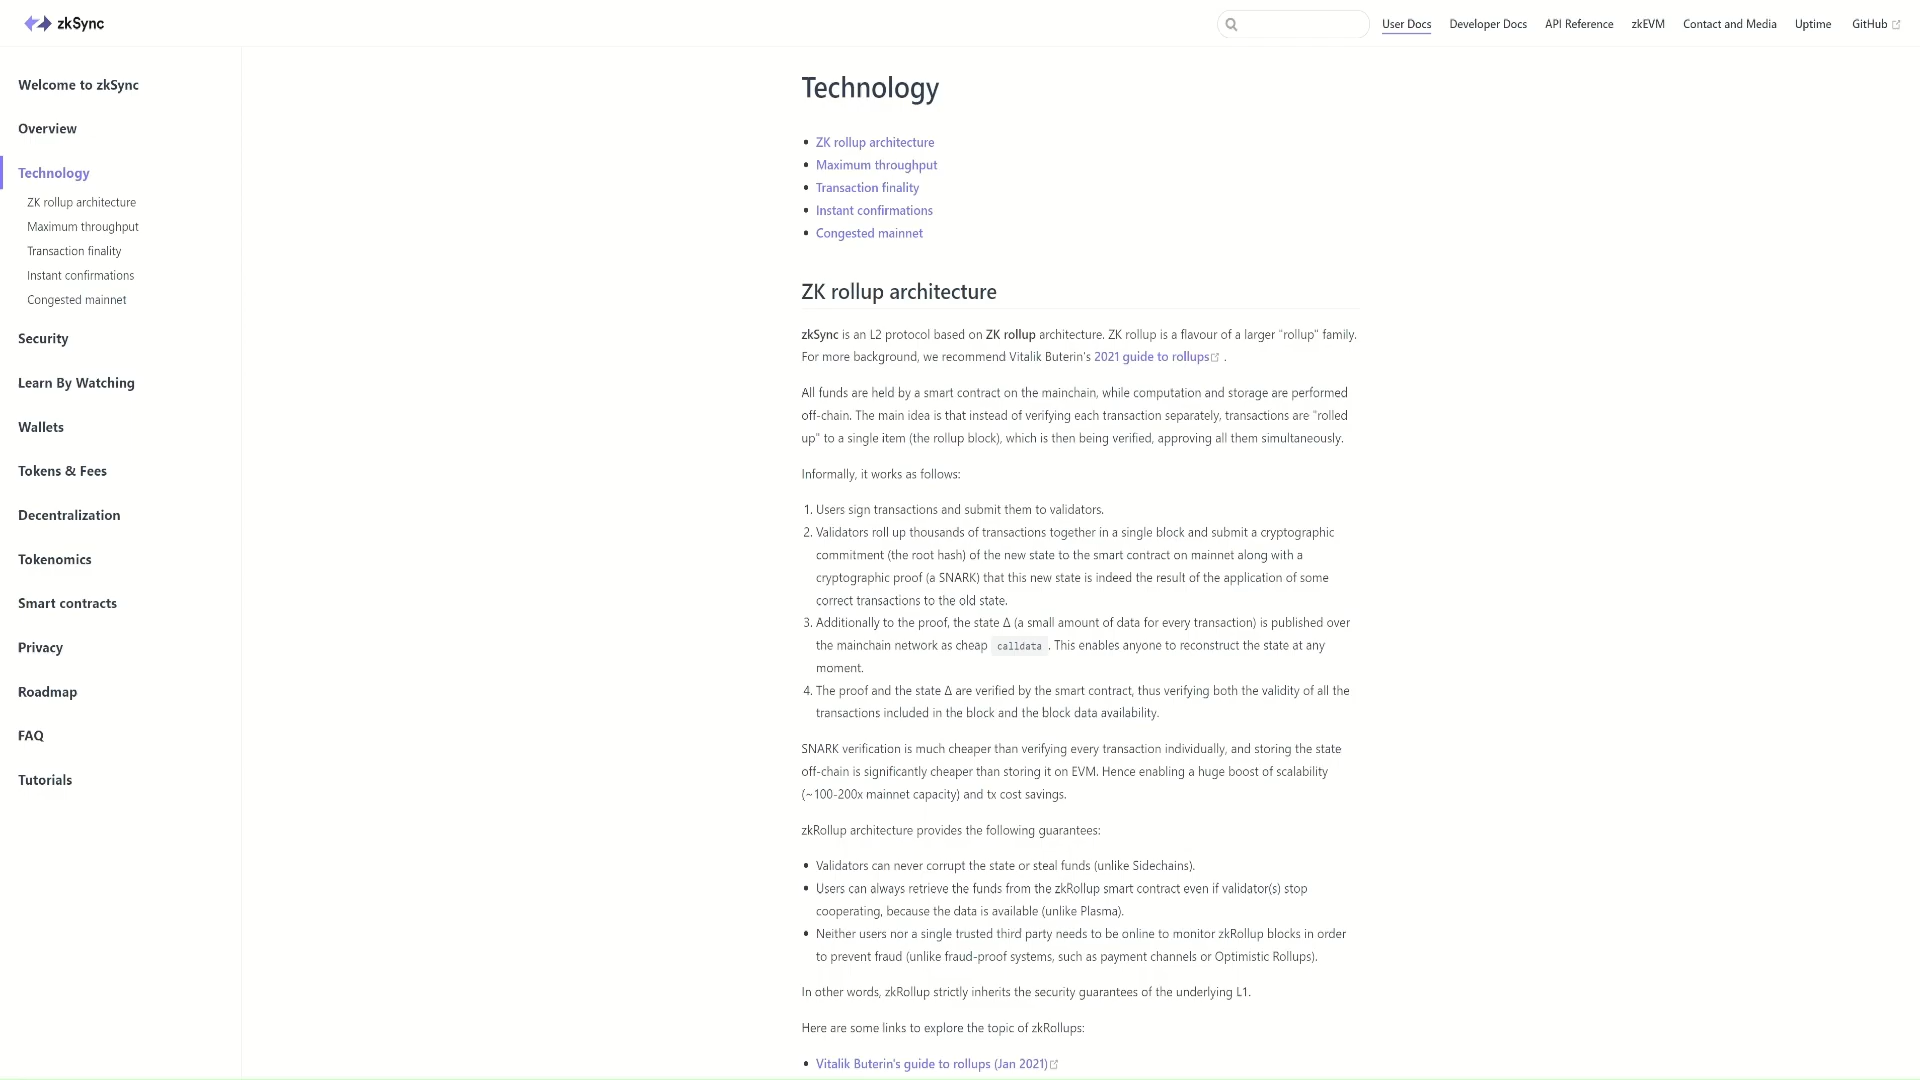 zkSync
User Docs
Developer Docs
API Reference
zkEVM
Contact and Media
Uptime
GitHub
Welcome to zkSync
Overview
Technology
ZK rollup architecture
Maximum throughput
Transaction finality
Instant confirmations
Congested mainnet
Security
Learn By Watching
Wallets
Tokens & Fees
Decentralization
Tokenomics
Smart contracts
Privacy
Roadmap
FAQ
Tutorials
Technology
• ZK rollup architecture
• Maximum throughput
• Transaction finality
• Instant confirmations
• Congested mainnet
ZK rollup architecture
zkSync is an L2 protocol based on ZK rollup architecture. ZK rollup is a flavour of a larger "rollup" family.
For more background, we recommend Vitalik Buterin's 2021 guide to rollups .
All funds are held by a smart contract on the mainchain, while computation and storage are performed
off-chain. The main idea is that instead of verifying each transaction separately, transactions are "rolled
up" to a single item (the rollup block), which is then being verified, approving all them simultaneously.
Informally, it works as follows:
1. Users sign transactions and submit them to validators.
2. Validators roll up thousands of transactions together in a single block and submit a cryptographic
commitment (the root hash) of the new state to the smart contract on mainnet along with a
cryptographic proof (a SNARK) that this new state is indeed the result of the application of some
correct transactions to the old state.
3. Additionally to the proof, the state Δ (a small amount of data for every transaction) is published over
the mainchain network as cheap calldata . This enables anyone to reconstruct the state at any
moment.
4. The proof and the state Δ are verified by the smart contract, thus verifying both the validity of all the
transactions included in the block and the block data availability.
SNARK verification is much cheaper than verifying every transaction individually, and storing the state
off-chain is significantly cheaper than storing it on EVM. Hence enabling a huge boost of scalability
(~100-200x mainnet capacity) and tx cost savings.
zkRollup architecture provides the following guarantees:
• Validators can never corrupt the state or steal funds (unlike Sidechains).
• Users can always retrieve the funds from the zkRollup smart contract even if validator(s) stop
cooperating, because the data is available (unlike Plasma).
• Neither users nor a single trusted third party needs to be online to monitor zkRollup blocks in order
to prevent fraud (unlike fraud-proof systems, such as payment channels or Optimistic Rollups).
In other words, zkRollup strictly inherits the security guarantees of the underlying L1.
Here are some links to explore the topic of zkRollups:
• Vitalik Buterin's guide to rollups (Jan 2021)